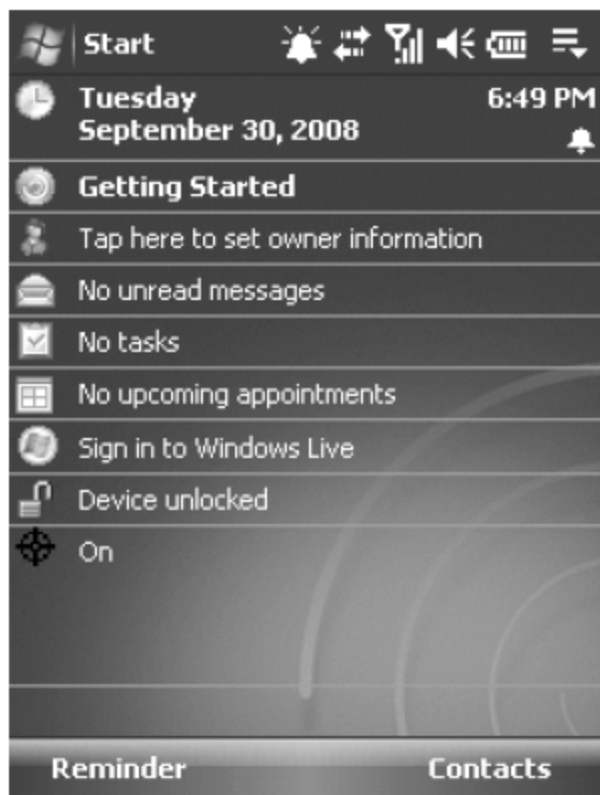 Start
Tuesday 6:49 PM
September 30, 2008
Getting Started
Tap here to set owner information
No unread messages
No tasks
No upcoming appointments
Sign in to Windows Live
Device unlocked
On
Reminder Contacts